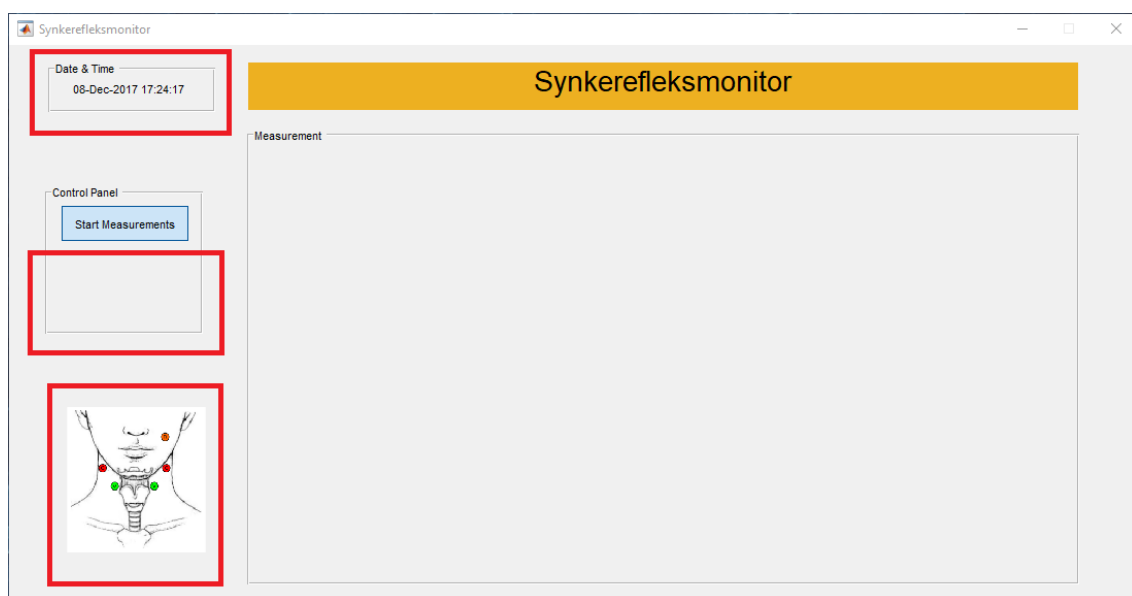 Synkerefleksmonitor
Date & Time
08-Dec-2017 17:24:17
Synkerefleksmonitor
Measurement
Control Panel
Start Measurements